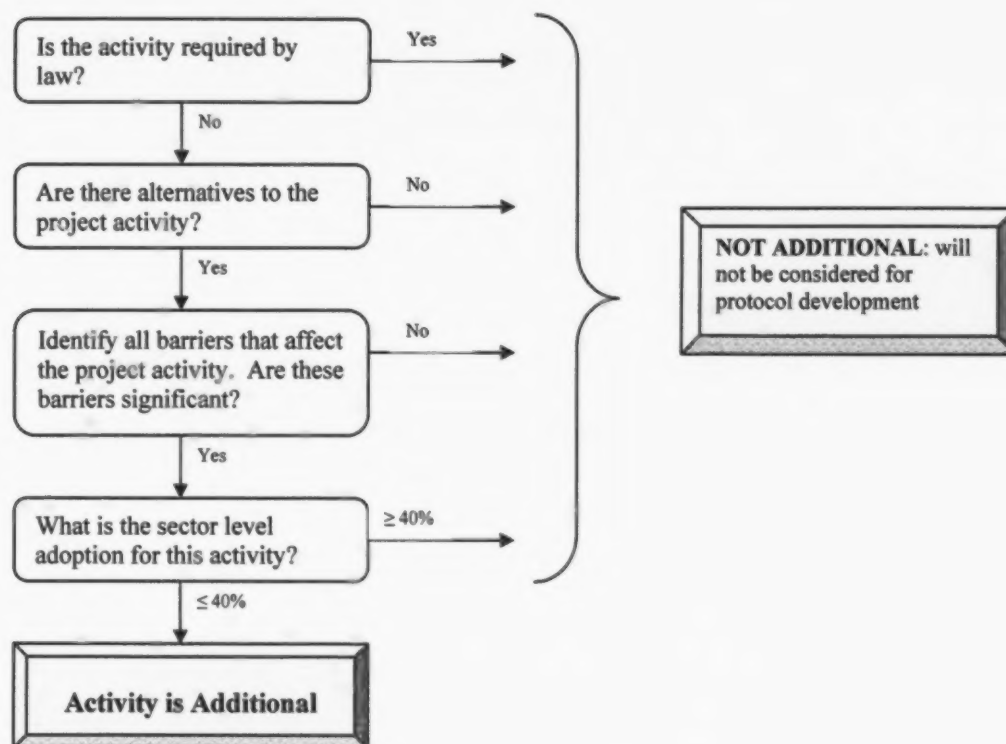 Is the activity required by
law?
Yes
No
Are there alternatives to the
project activity?
No
Yes
Identify all barriers that affect
the project activity. Are these
barriers significant?
No
Yes
What is the sector level
adoption for this activity?
≥ 40%
≤ 40%
Activity is Additional
NOT ADDITIONAL: will
not be considered for
protocol development